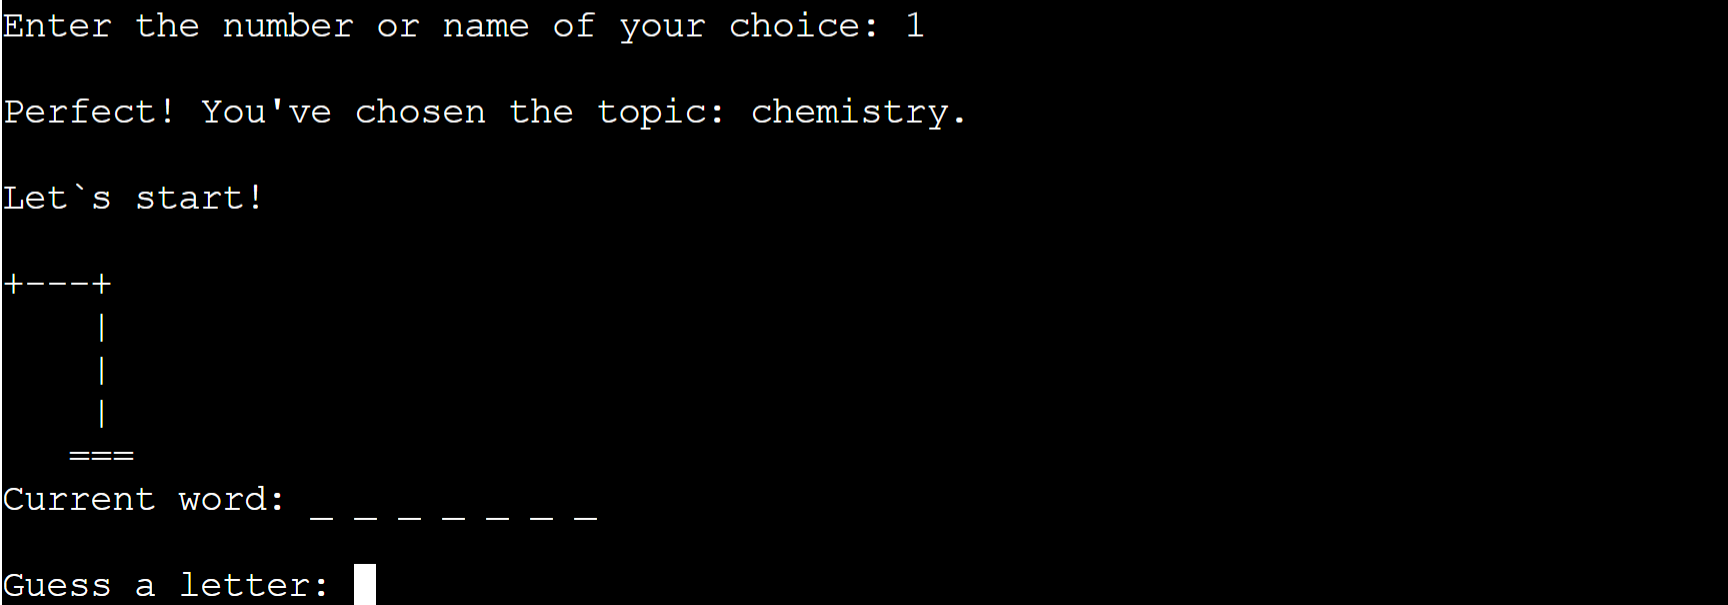 Enter the number or name of your choice: 1
Perfect! You've chosen the topic: chemistry.
Let`s start!
+---+
    |
    |
    |
   ===
Current word: _ _ _ _ _ _ _
Guess a letter: